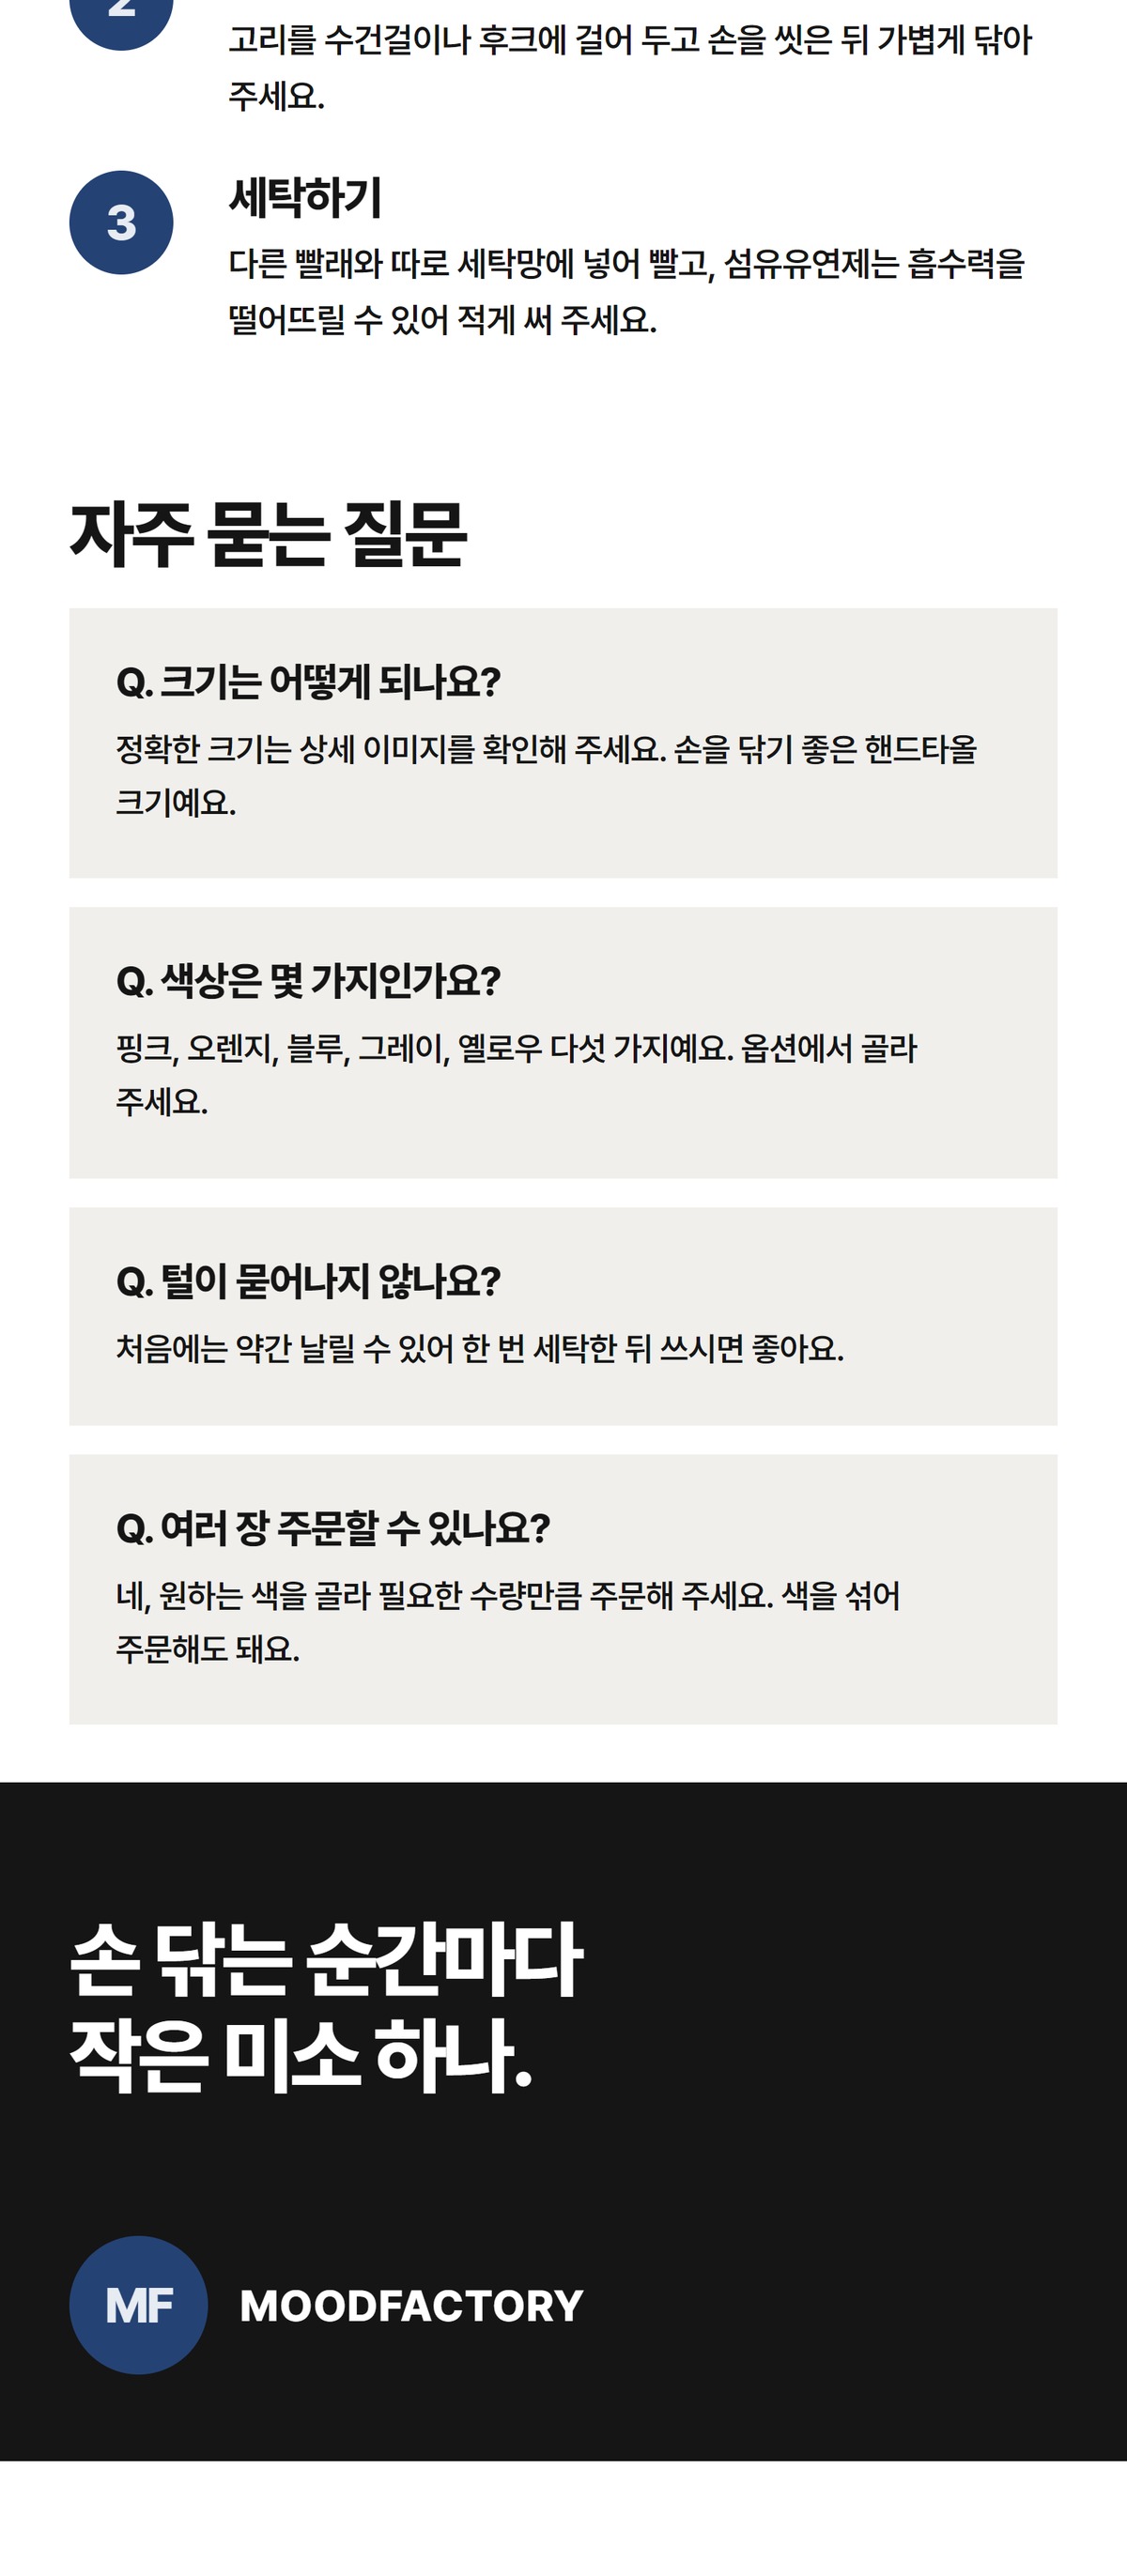 2
고리를 수건걸이나 후크에 걸어 두고 손을 씻은 뒤 가볍게 닦아
주세요.
3
세탁하기
다른 빨래와 따로 세탁망에 넣어 빨고, 섬유유연제는 흡수력을
떨어뜨릴 수 있어 적게 써 주세요.
자주 묻는 질문
Q. 크기는 어떻게 되나요?
정확한 크기는 상세 이미지를 확인해 주세요. 손을 닦기 좋은 핸드타올
크기예요.
Q. 색상은 몇 가지인가요?
핑크, 오렌지, 블루, 그레이, 옐로우 다섯 가지예요. 옵션에서 골라
주세요.
Q. 털이 묻어나지 않나요?
처음에는 약간 날릴 수 있어 한 번 세탁한 뒤 쓰시면 좋아요.
Q. 여러 장 주문할 수 있나요?
네, 원하는 색을 골라 필요한 수량만큼 주문해 주세요. 색을 섞어
주문해도 돼요.
손 닦는 순간마다
작은 미소 하나.
MF
MOODFACTORY